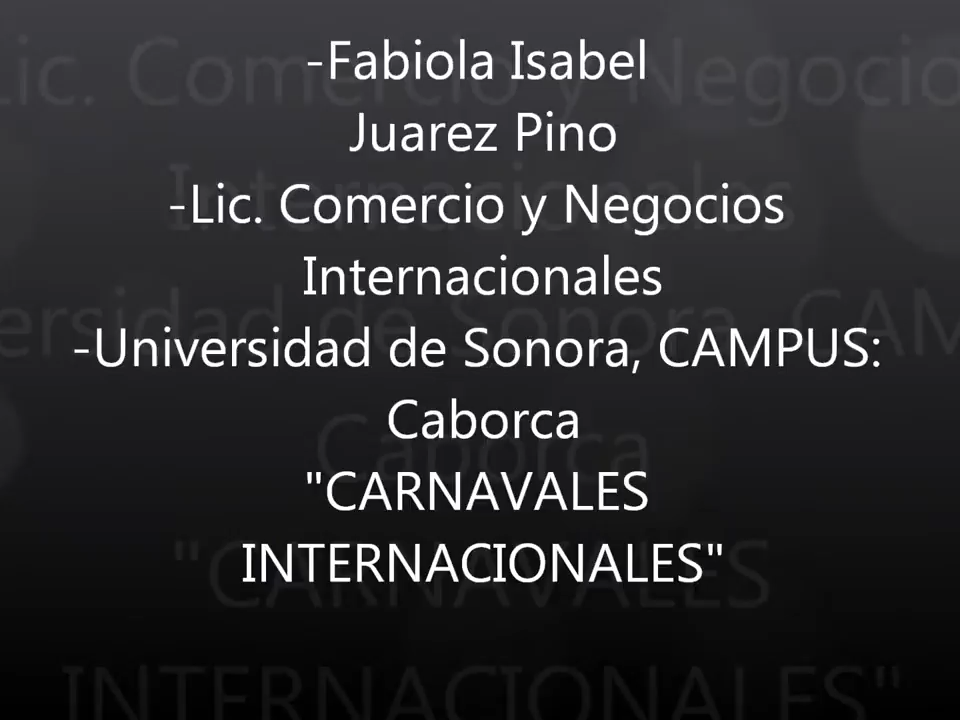 -Fabiola Isabel
Juarez Pino
-Lic. Comercio y Negocios
Internacionales
-Universidad de Sonora, CAMPUS:
Caborca
"CARNAVALES
INTERNACIONALES"